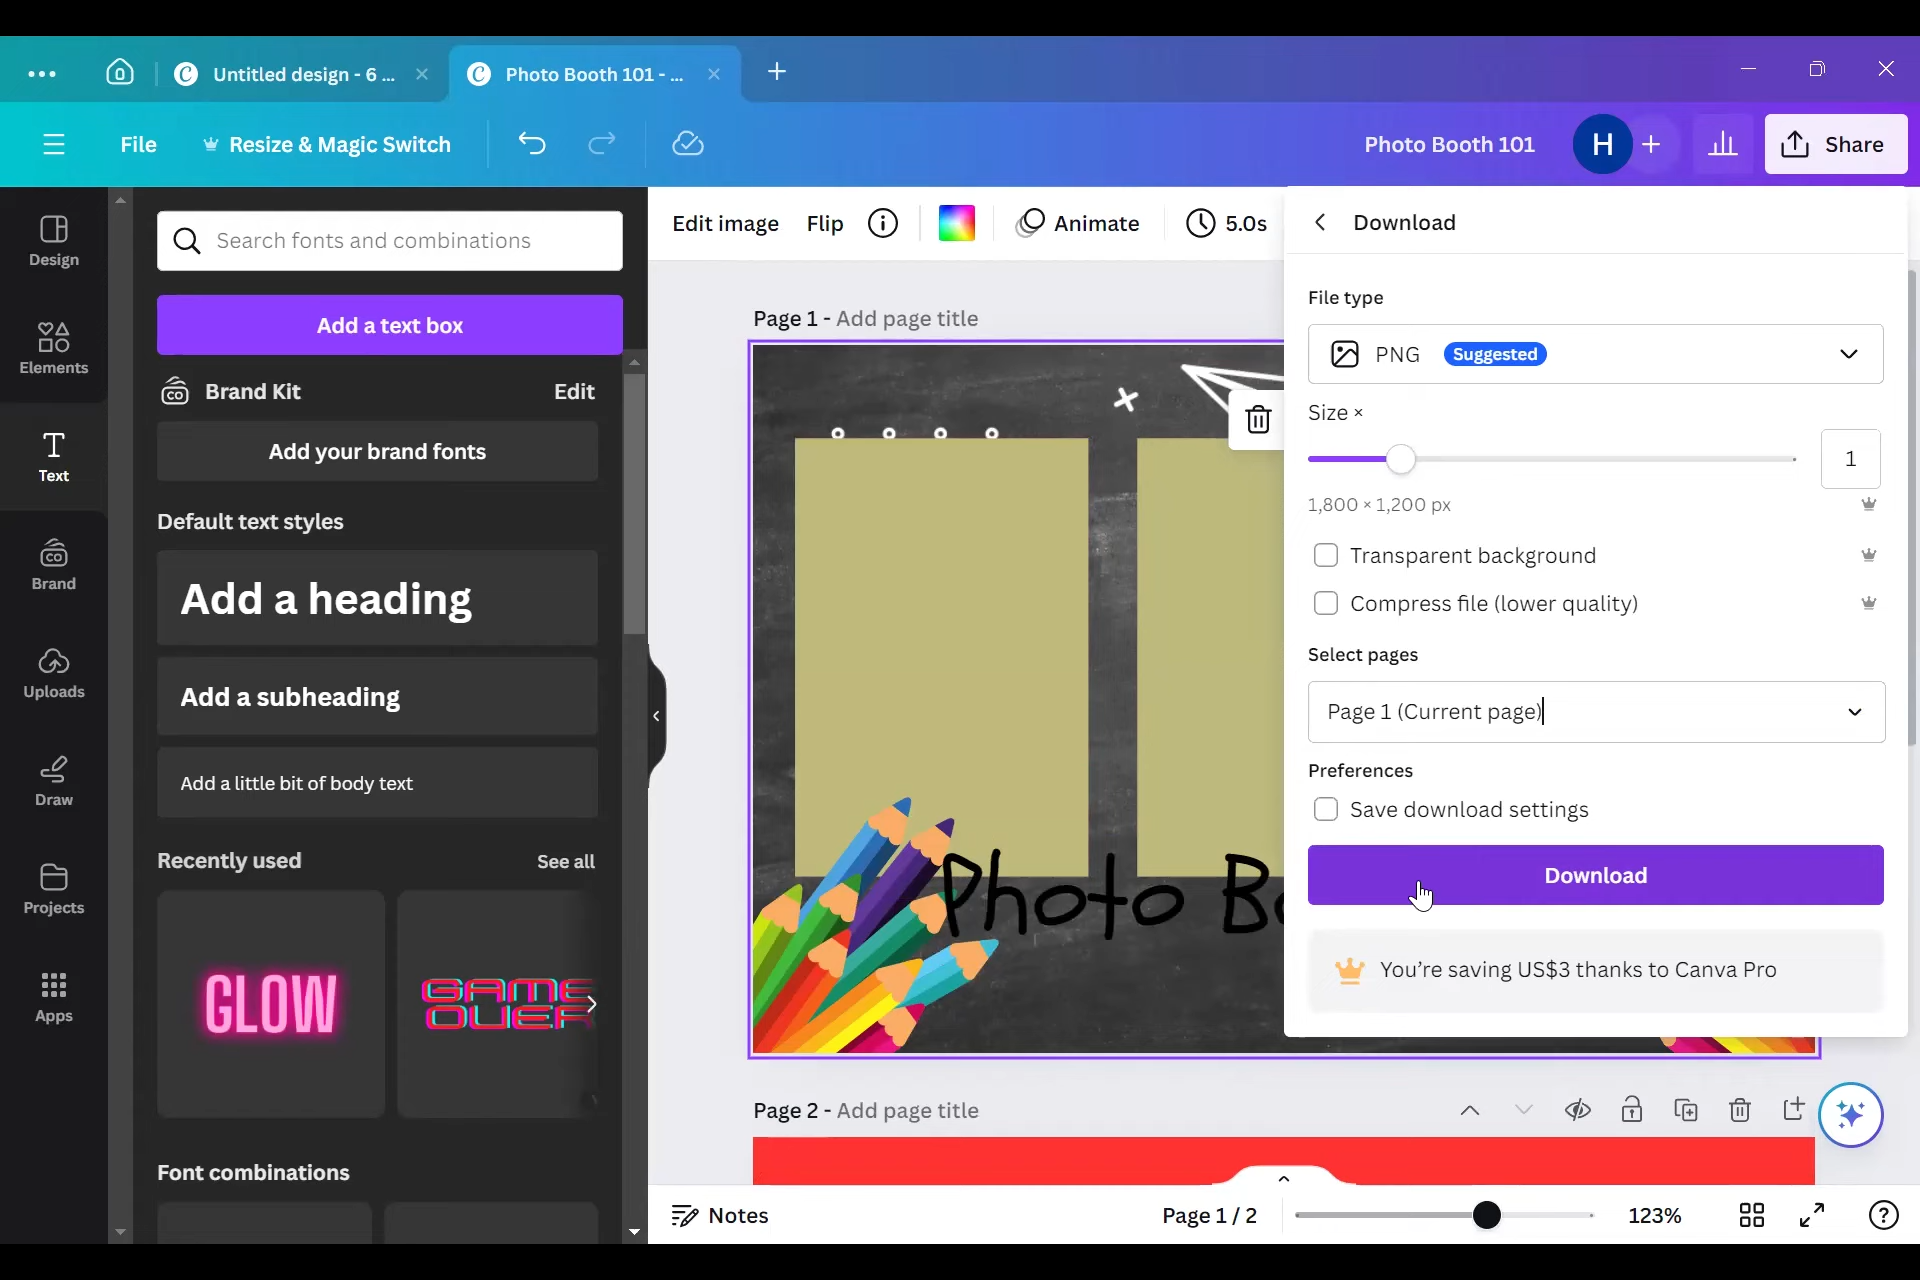 Untitled design - 6 ...
Photo Booth 101 - ...
File
Resize & Magic Switch
Photo Booth 101
H
Share
Design
Elements
Text
Brand
Uploads
Draw
Projects
Apps
Search fonts and combinations
Add a text box
Brand Kit
Edit
Add your brand fonts
Default text styles
Add a heading
Add a subheading
Add a little bit of body text
Recently used
See all
GLOW
GAME
OVER
Font combinations
Edit image
Flip
Animate
5.0s
Page 1 - Add page title
Photo Bo
Page 2 - Add page title
Download
File type
PNG
Suggested
Size ×
1
1,800 × 1,200 px
Transparent background
Compress file (lower quality)
Select pages
Page 1 (Current page)
Preferences
Save download settings
Download
You're saving US$3 thanks to Canva Pro
Notes
Page 1 / 2
123%